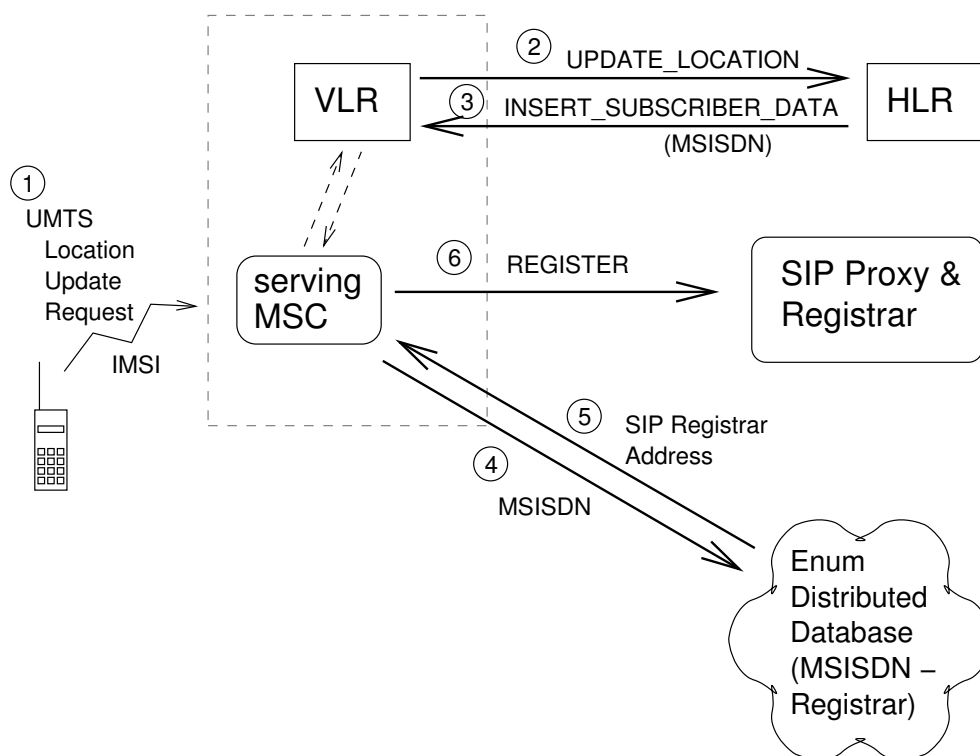 2
UPDATE_LOCATION
VLR
HLR
3
INSERT_SUBSCRIBER_DATA
(MSISDN)
1
UMTS
Location
Update
Request
IMSI
serving
MSC
6
REGISTER
SIP Proxy &
Registrar
5
SIP Registrar
Address
4
MSISDN
Enum
Distributed
Database
(MSISDN –
Registrar)